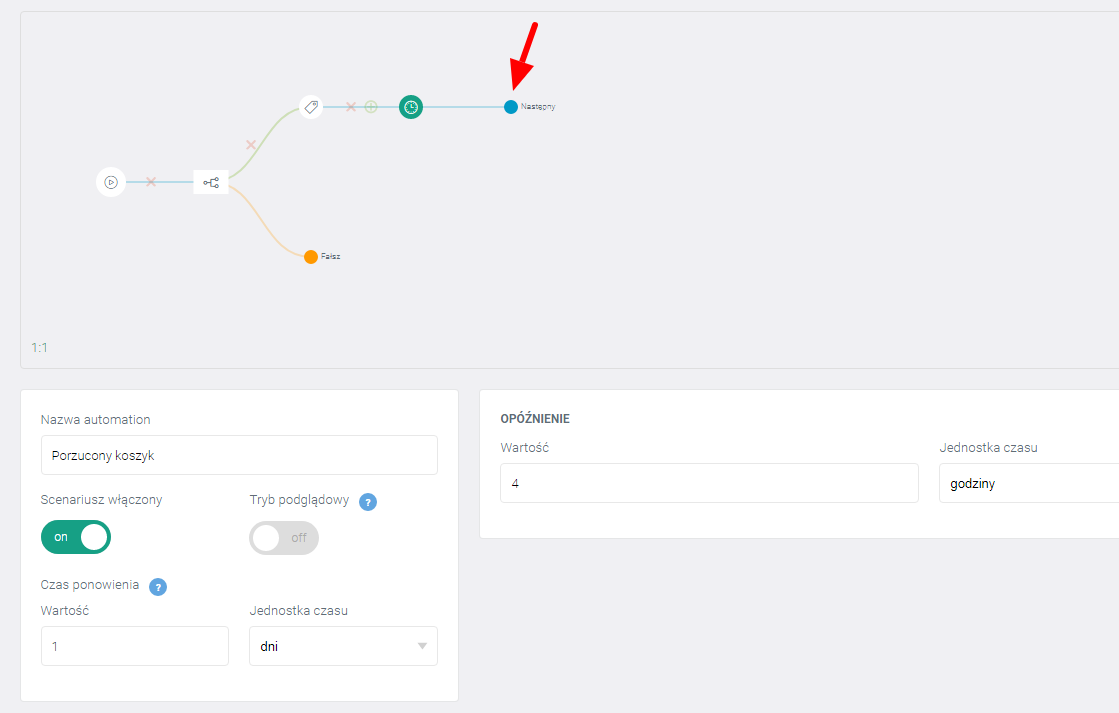 Następny
Fałsz
1:1
Nazwa automation
Porzucony koszyk
Scenariusz włączony
Tryb podglądowy ?
on
off
Czas ponowienia ?
Wartość
Jednostka czasu
1
dni
OPÓŹNIENIE
Wartość
Jednostka czasu
4
godziny